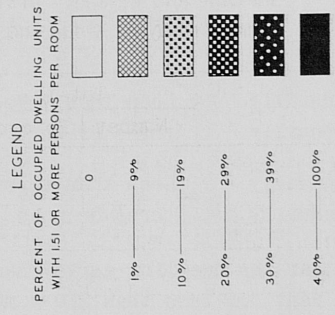 LEGEND
PERCENT OF OCCUPIED DWELLING UNITS
WITH 1.51 OR MORE PERSONS PER ROOM
0
1% 9%
10% 19%
20% 29%
30% 39%
40% 100%